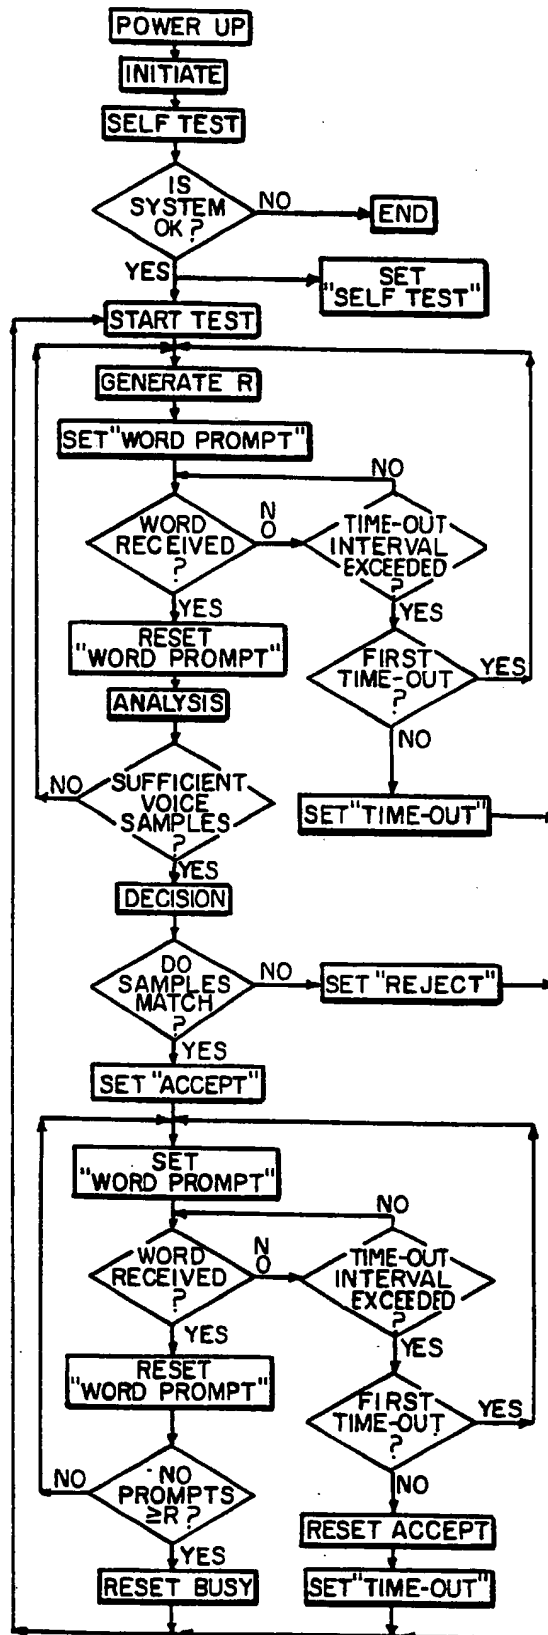 POWER UP
INITIATE
SELF TEST
IS
SYSTEM
OK?
NO
END
YES
SET
"SELF TEST"
START TEST
GENERATE R
SET "WORD PROMPT"
NO
WORD
RECEIVED
?
NO
TIME-OUT
INTERVAL
EXCEEDED
?
YES
YES
RESET
"WORD PROMPT"
FIRST
TIME-OUT
?
YES
ANALYSIS
NO
SUFFICIENT
VOICE
SAMPLES
?
NO
SET "TIME-OUT"
YES
DECISION
DO
SAMPLES
MATCH
?
NO
SET "REJECT"
YES
SET "ACCEPT"
SET
"WORD PROMPT"
NO
WORD
RECEIVED
?
NO
TIME-OUT
INTERVAL
EXCEEDED
?
YES
YES
RESET
"WORD PROMPT"
FIRST
TIME-OUT
?
YES
NO
NO
PROMPTS
≥R?
NO
RESET ACCEPT
YES
RESET BUSY
SET "TIME-OUT"